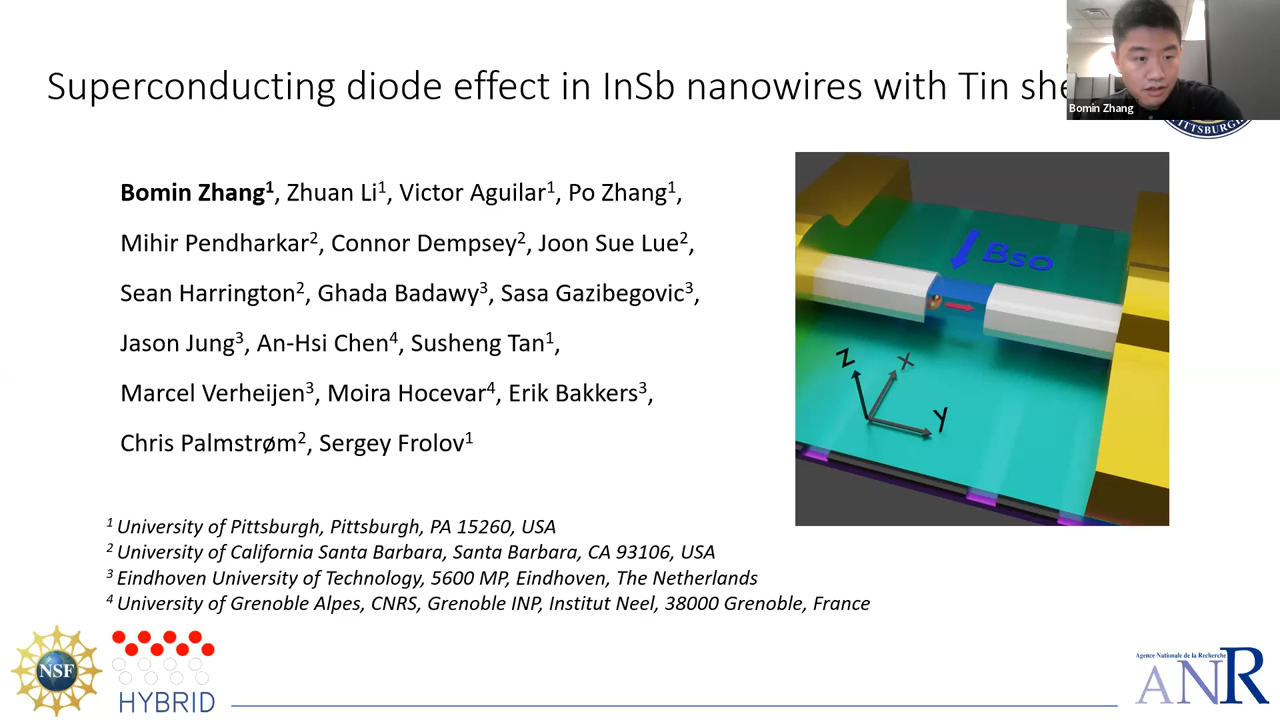 Superconducting diode effect in InSb nanowires with Tin she
Bomin Zhang
PITTSBURGH
Bomin Zhang¹, Zhuan Li¹, Victor Aguilar¹, Po Zhang¹,
Mihir Pendharkar², Connor Dempsey², Joon Sue Lue²,
Sean Harrington², Ghada Badawy³, Sasa Gazibegovic³,
Jason Jung³, An-Hsi Chen⁴, Susheng Tan¹,
Marcel Verheijen³, Moira Hocevar⁴, Erik Bakkers³,
Chris Palmstrøm², Sergey Frolov¹
Bso
z
x
y
¹ University of Pittsburgh, Pittsburgh, PA 15260, USA
² University of California Santa Barbara, Santa Barbara, CA 93106, USA
³ Eindhoven University of Technology, 5600 MP, Eindhoven, The Netherlands
⁴ University of Grenoble Alpes, CNRS, Grenoble INP, Institut Neel, 38000 Grenoble, France
NSF
HYBRID
Agence Nationale de la Recherche
ANR